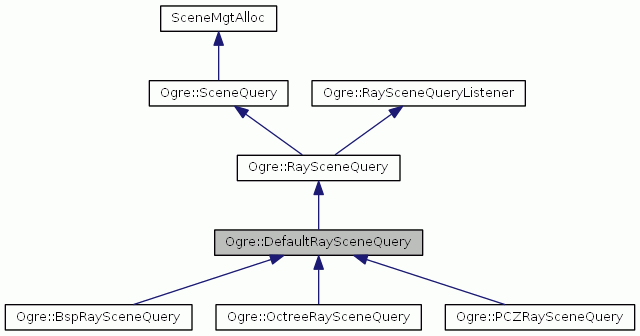 SceneMgtAlloc
Ogre::SceneQuery
Ogre::RaySceneQueryListener
Ogre::RaySceneQuery
Ogre::DefaultRaySceneQuery
Ogre::BspRaySceneQuery
Ogre::OctreeRaySceneQuery
Ogre::PCZRaySceneQuery